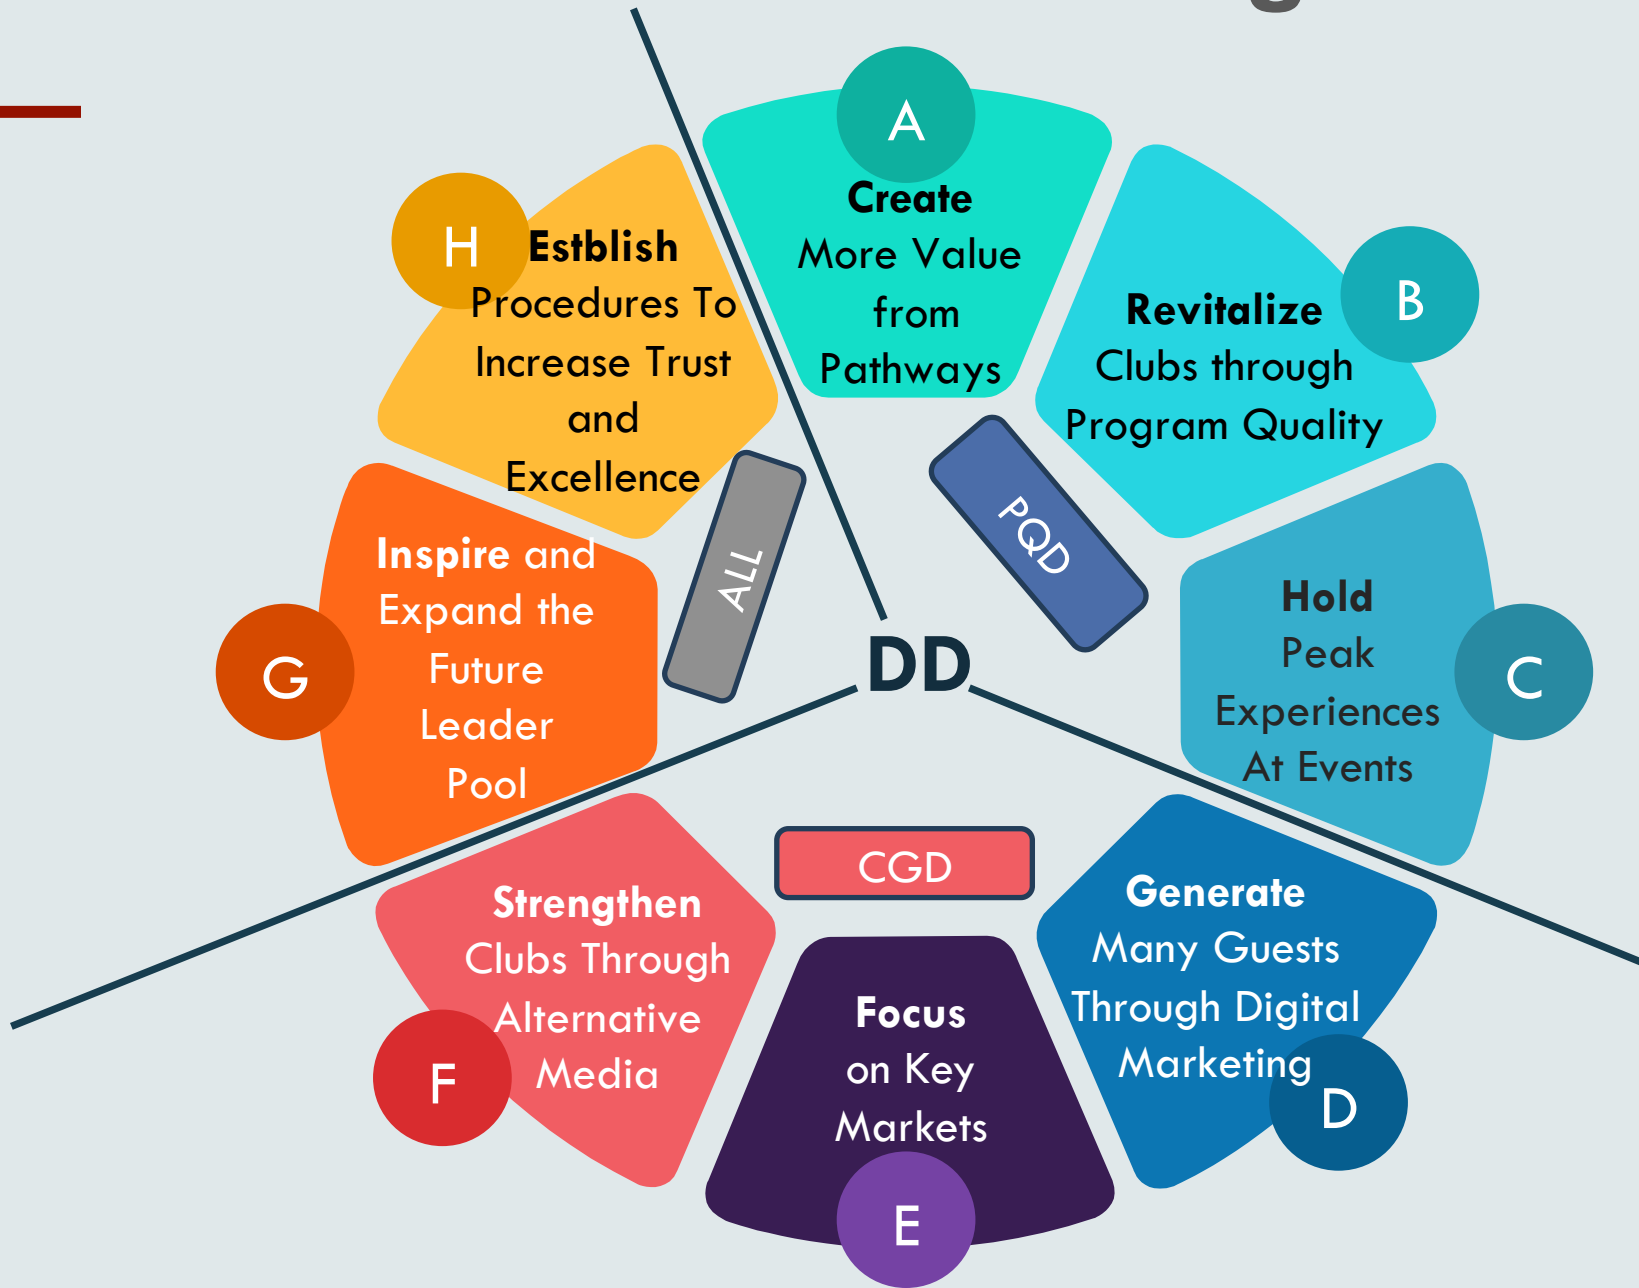 A
Create
More Value
from
Pathways
B
Revitalize
Clubs through
Program Quality
C
Hold
Peak
Experiences
At Events
D
Generate
Many Guests
Through Digital
Marketing
E
Focus
on Key
Markets
F
Strengthen
Clubs Through
Alternative
Media
G
Inspire and
Expand the
Future
Leader
Pool
H
Estblish
Procedures To
Increase Trust
and
Excellence
ALL
PQD
DD
CGD